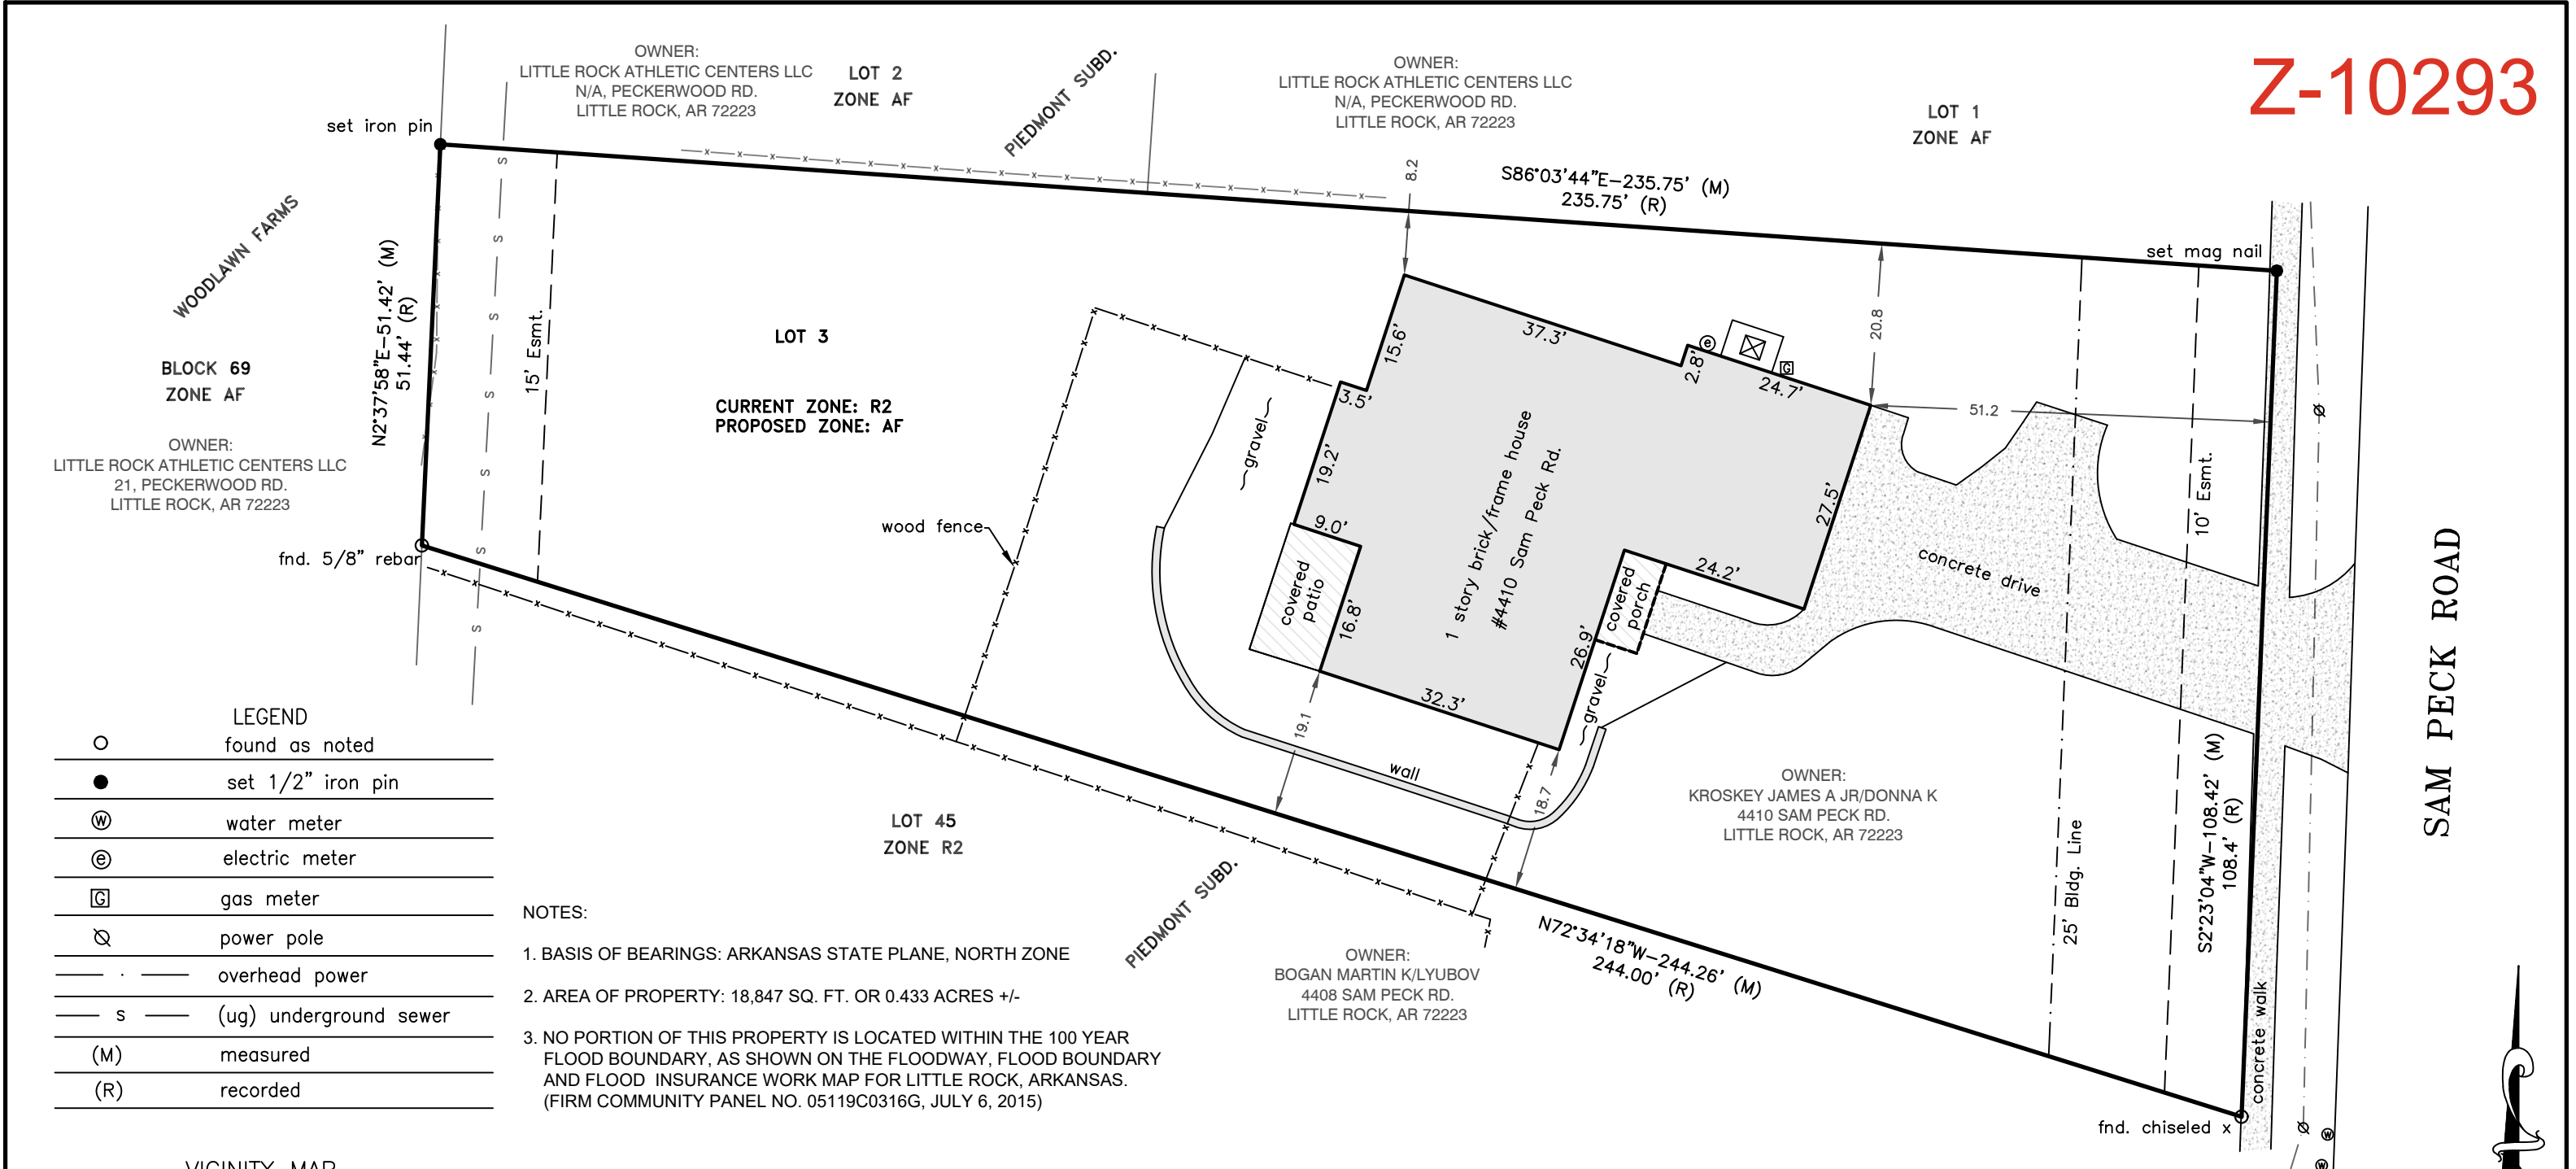 Z-10293
OWNER:
LITTLE ROCK ATHLETIC CENTERS LLC
N/A, PECKERWOOD RD.
LITTLE ROCK, AR 72223
LOT 2
ZONE AF
PIEDMONT SUBD.
OWNER:
LITTLE ROCK ATHLETIC CENTERS LLC
N/A, PECKERWOOD RD.
LITTLE ROCK, AR 72223
LOT 1
ZONE AF
set iron pin
S
S86°03'44"E-235.75' (M)
235.75' (R)
8.2
set mag nail
WOODLAWN FARMS
BLOCK 69
ZONE AF
N2°37'58"E-51.42' (M)
51.44' (R)
OWNER:
LITTLE ROCK ATHLETIC CENTERS LLC
21, PECKERWOOD RD.
LITTLE ROCK, AR 72223
fnd. 5/8" rebar
S
S
S
S
S
S
15' Esmt.
LOT 3
CURRENT ZONE: R2
PROPOSED ZONE: AF
wood fence
gravel
15.6'
37.3'
2.8'
e
G
24.7'
20.8
51.2
3.5'
19.2'
9.0'
covered
patio
16.8'
1 story brick/frame house
#4410 Sam Peck Rd.
27.5'
24.2'
covered
porch
26.9'
32.3'
gravel
19.1
18.7
wall
concrete drive
10' Esmt.
25' Bldg. Line
SAM PECK ROAD
S2°23'04"W-108.42' (M)
108.4' (R)
concrete walk
OWNER:
KROSKEY JAMES A JR/DONNA K
4410 SAM PECK RD.
LITTLE ROCK, AR 72223
LOT 45
ZONE R2
PIEDMONT SUBD.
OWNER:
BOGAN MARTIN K/LYUBOV
4408 SAM PECK RD.
LITTLE ROCK, AR 72223
N72°34'18"W-244.26' (M)
244.00' (R)
fnd. chiseled x
W
W
LEGEND
found as noted
set 1/2" iron pin
W water meter
e electric meter
G gas meter
power pole
overhead power
S (ug) underground sewer
(M) measured
(R) recorded
NOTES:
1. BASIS OF BEARINGS: ARKANSAS STATE PLANE, NORTH ZONE
2. AREA OF PROPERTY: 18,847 SQ. FT. OR 0.433 ACRES +/-
3. NO PORTION OF THIS PROPERTY IS LOCATED WITHIN THE 100 YEAR
FLOOD BOUNDARY, AS SHOWN ON THE FLOODWAY, FLOOD BOUNDARY
AND FLOOD INSURANCE WORK MAP FOR LITTLE ROCK, ARKANSAS.
(FIRM COMMUNITY PANEL NO. 05119C0316G, JULY 6, 2015)
VICINITY MAP